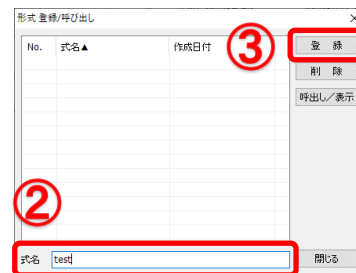 形式 登録/呼び出し ×
No. 式名▲ 作成日付
③ 登 録
削 除
呼出し／表示
②
式名 test 閉じる